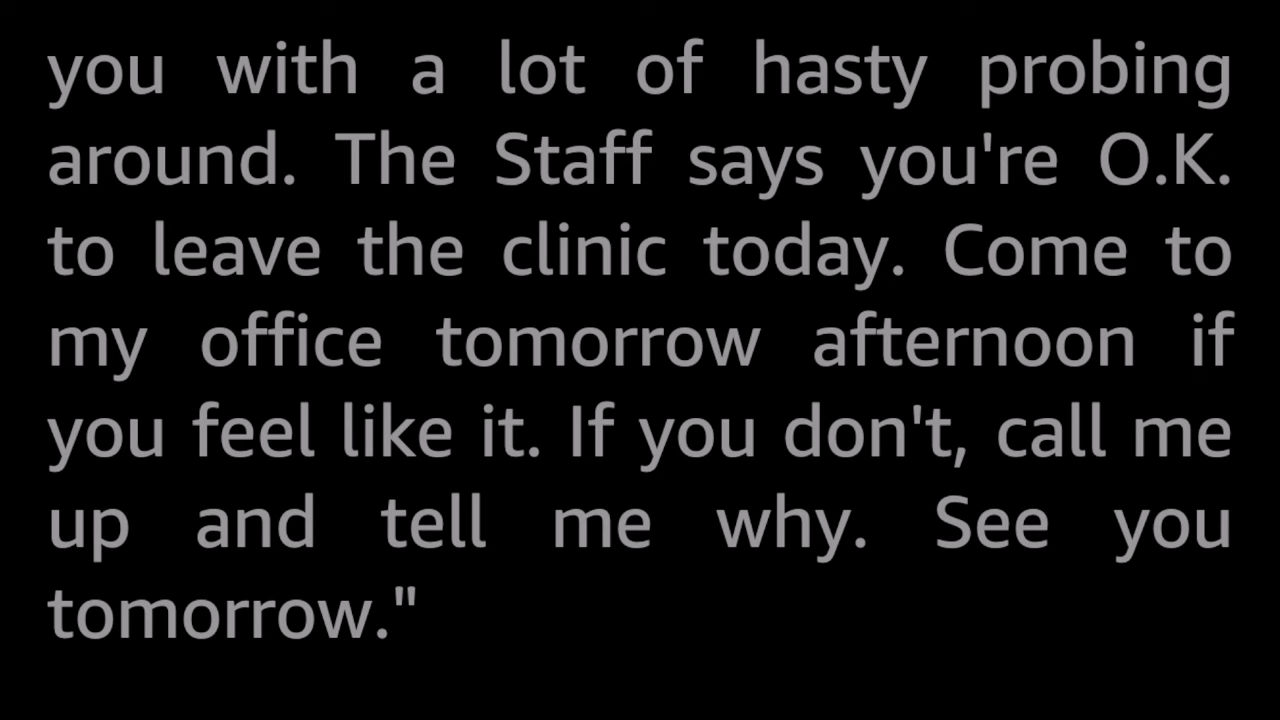 you with a lot of hasty probing
around. The Staff says you're O.K.
to leave the clinic today. Come to
my office tomorrow afternoon if
you feel like it. If you don't, call me
up and tell me why. See you
tomorrow."